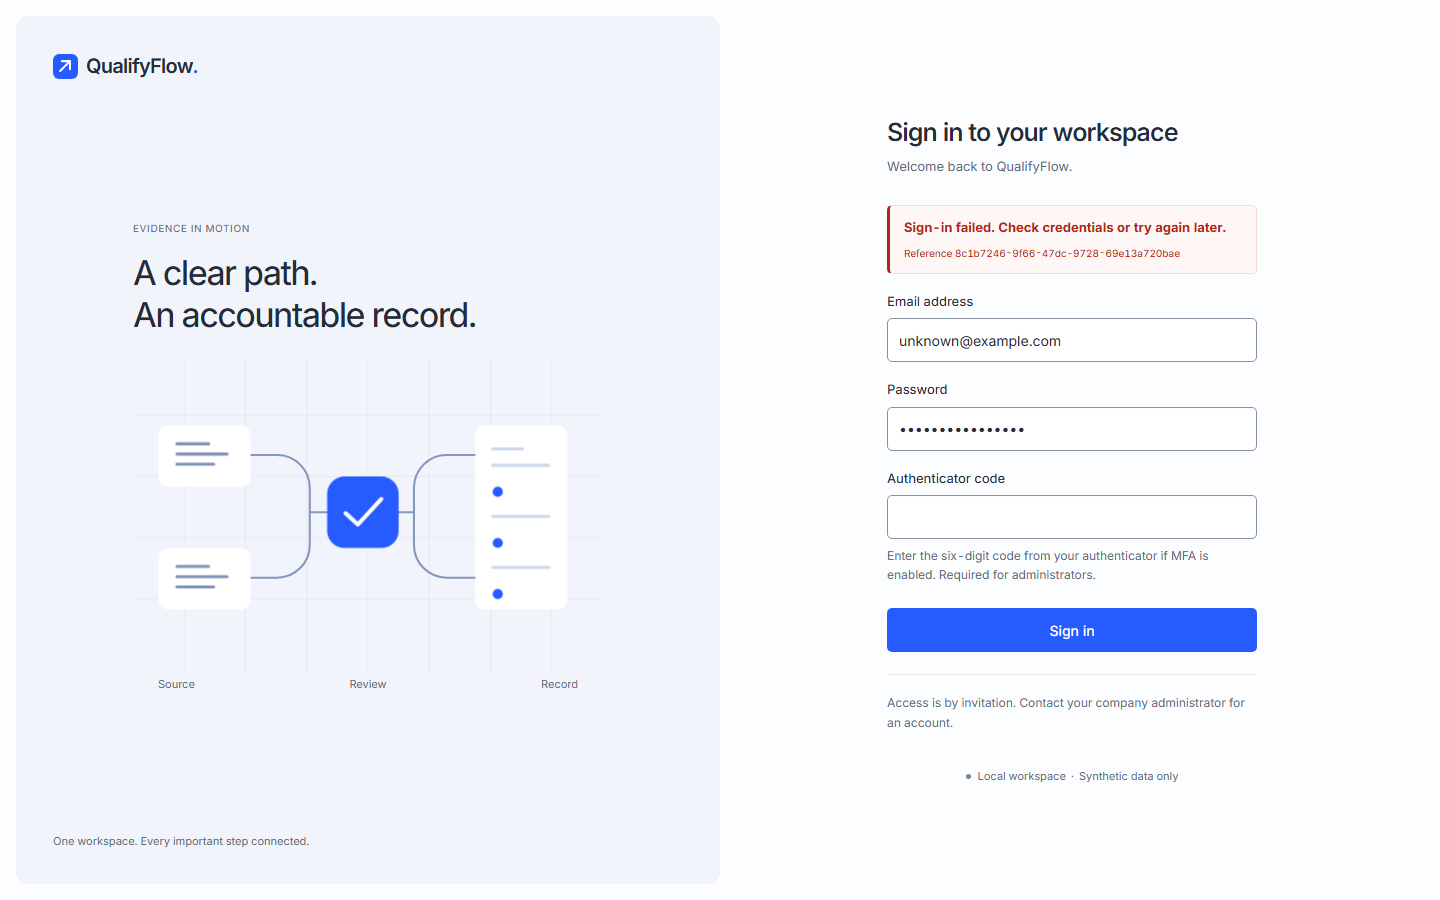 QualifyFlow.
EVIDENCE IN MOTION
A clear path.
An accountable record.
Source
Review
Record
One workspace. Every important step connected.
Sign in to your workspace
Welcome back to QualifyFlow.
Sign-in failed. Check credentials or try again later.
Reference 8c1b7246-9f66-47dc-9728-69e13a720bae
Email address
unknown@example.com
Password
••••••••••••••••
Authenticator code
Enter the six-digit code from your authenticator if MFA is
enabled. Required for administrators.
Sign in
Access is by invitation. Contact your company administrator for
an account.
Local workspace · Synthetic data only